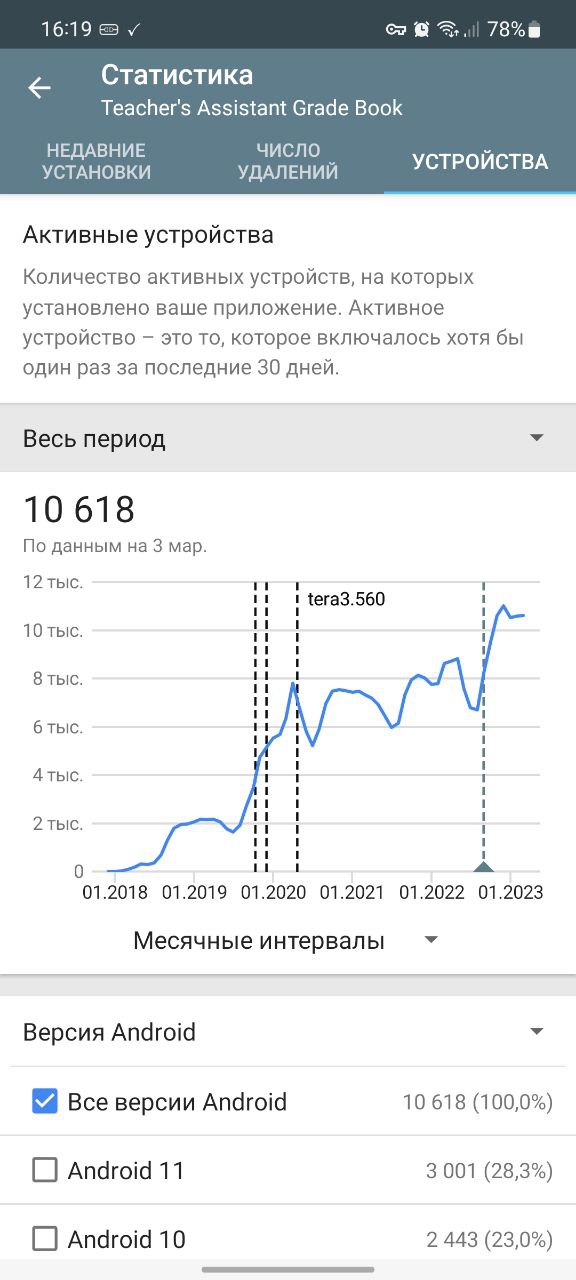 16:19
78%
Статистика
Teacher's Assistant Grade Book
НЕДАВНИЕ
УСТАНОВКИ
ЧИСЛО
УДАЛЕНИЙ
УСТРОЙСТВА
Активные устройства
Количество активных устройств, на которых
установлено ваше приложение. Активное
устройство – это то, которое включалось хотя бы
один раз за последние 30 дней.
Весь период
10 618
По данным на 3 мар.
12 тыс.
tera3.560
10 тыс.
8 тыс.
6 тыс.
4 тыс.
2 тыс.
0
01.2018 01.2019 01.2020 01.2021 01.2022 01.2023
Месячные интервалы
Версия Android
Все версии Android 10 618 (100,0%)
Android 11 3 001 (28,3%)
Android 10 2 443 (23,0%)